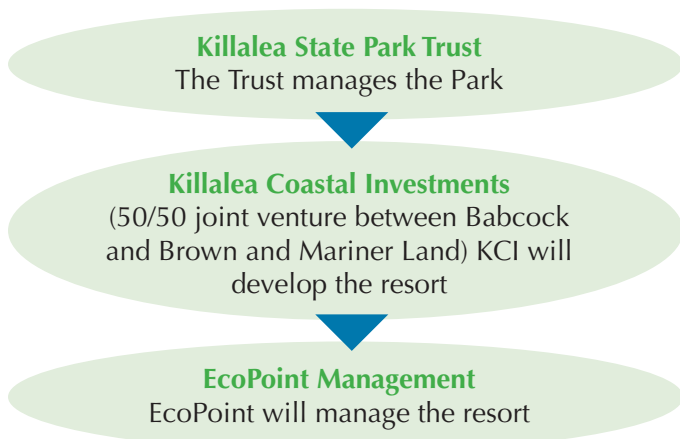 Killalea State Park Trust
The Trust manages the Park
Killalea Coastal Investments
(50/50 joint venture between Babcock
and Brown and Mariner Land) KCI will
develop the resort
EcoPoint Management
EcoPoint will manage the resort